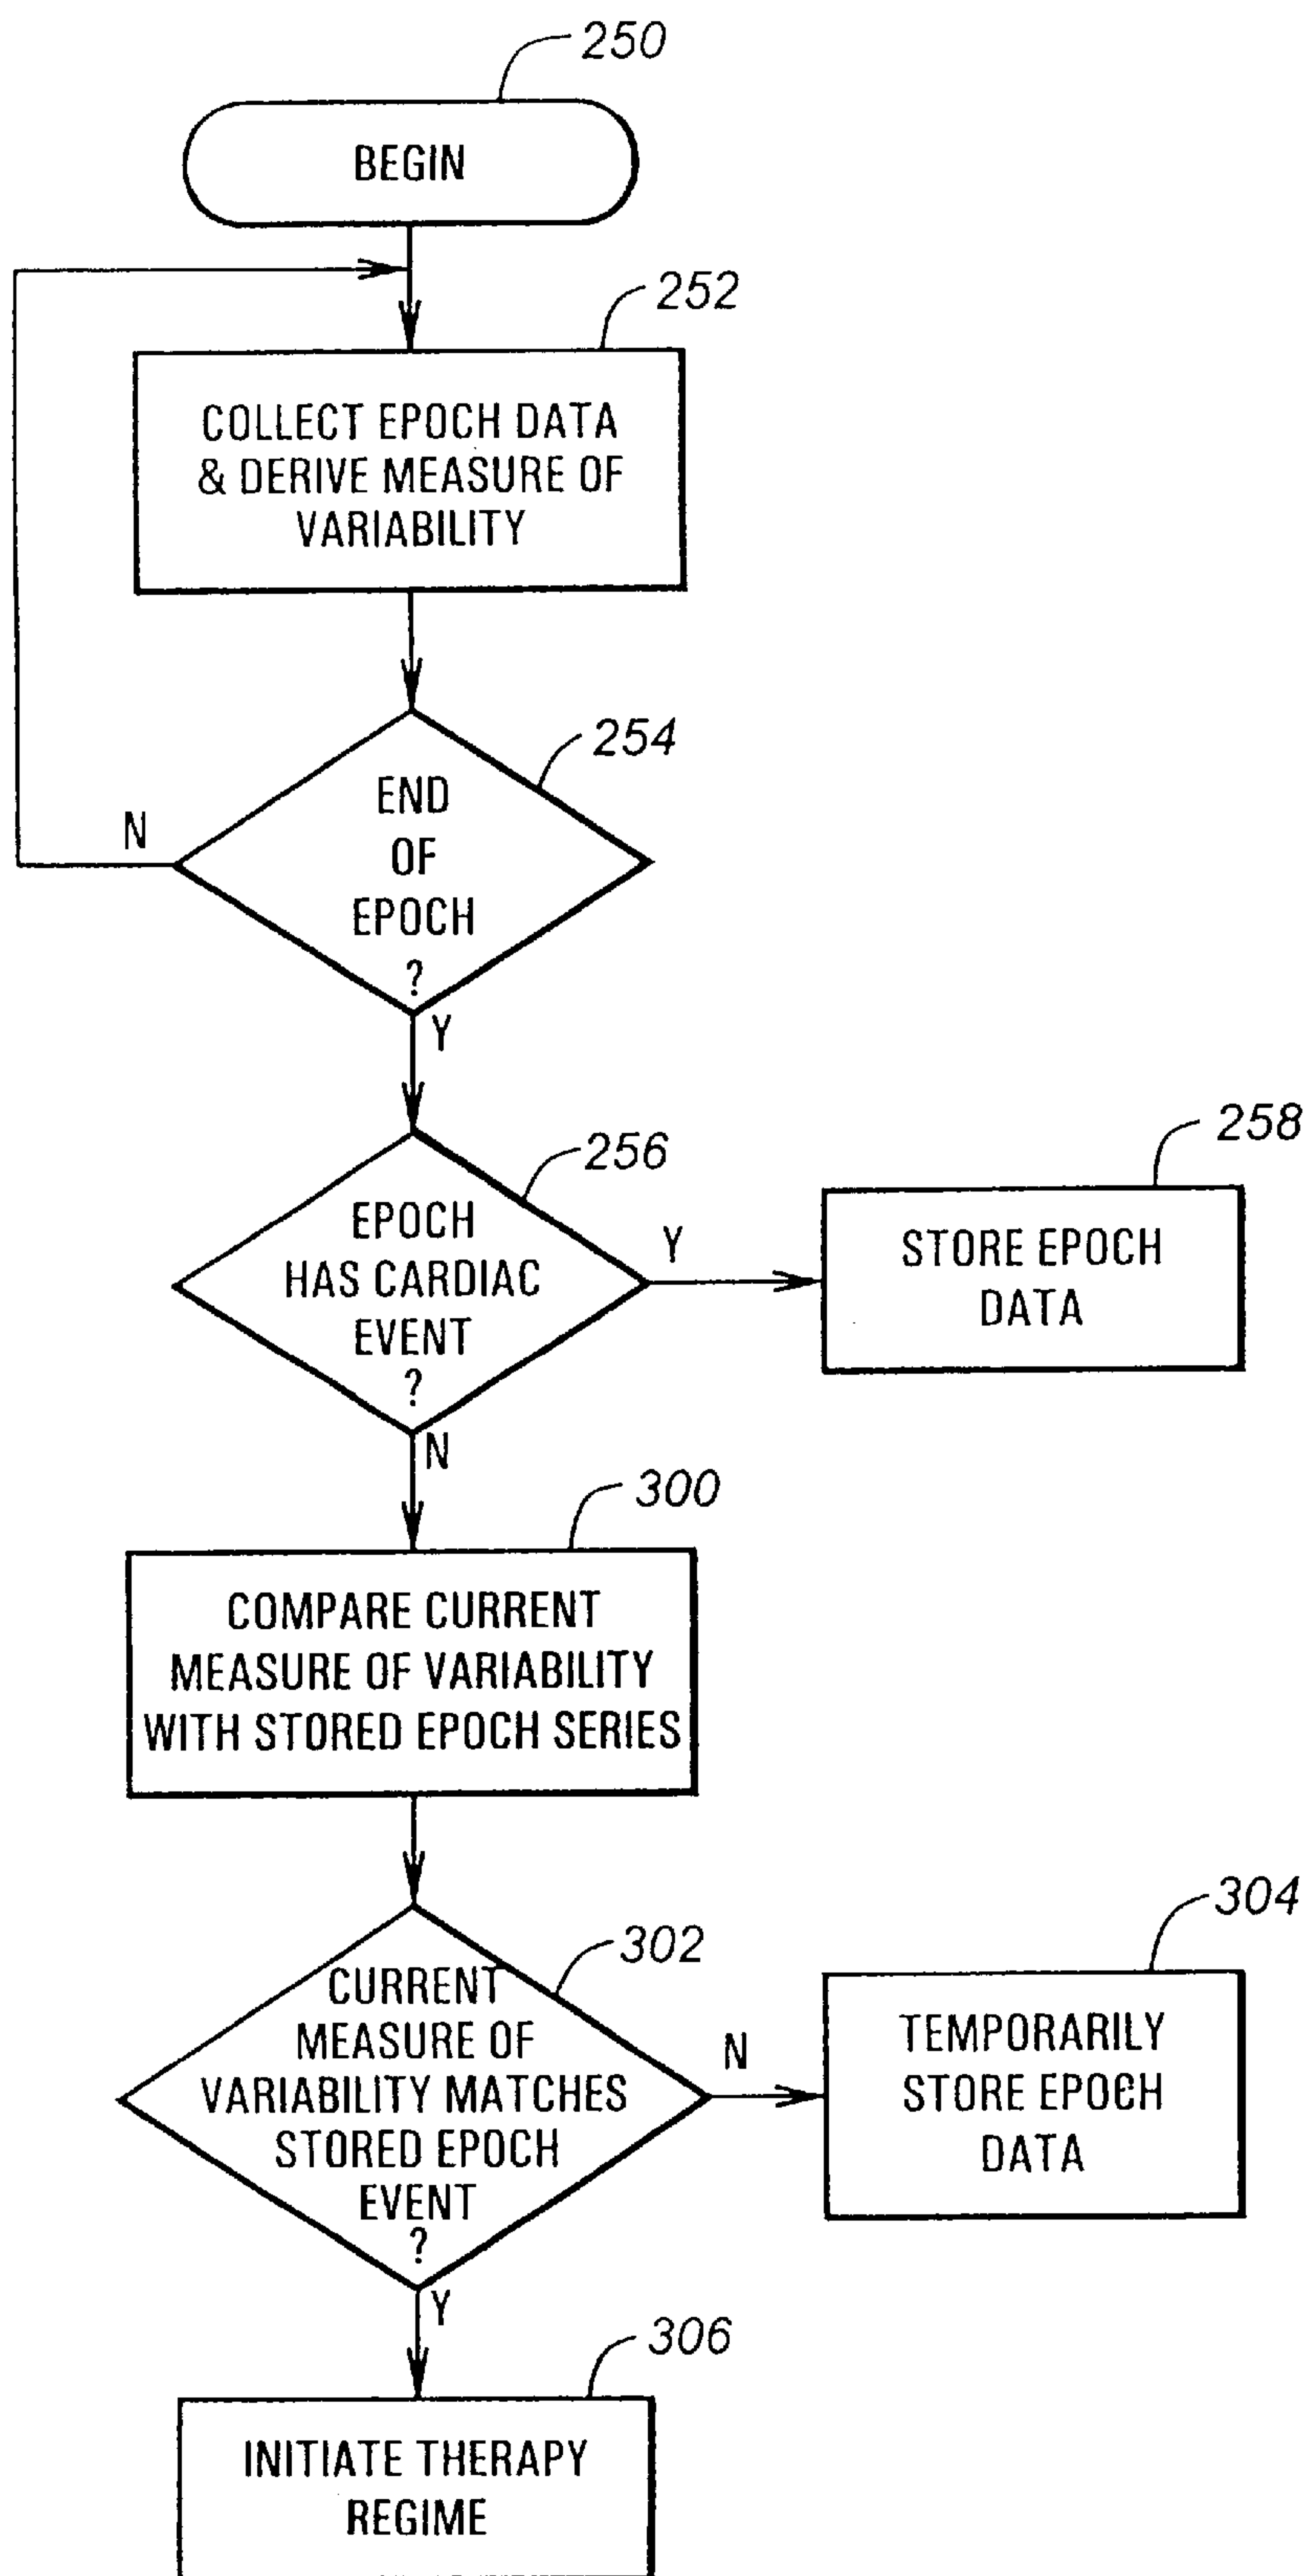 250
BEGIN
252
COLLECT EPOCH DATA
& DERIVE MEASURE OF
VARIABILITY
254
END
OF
EPOCH
?
N
Y
256
EPOCH
HAS CARDIAC
EVENT
?
Y
258
STORE EPOCH
DATA
N
300
COMPARE CURRENT
MEASURE OF VARIABILITY
WITH STORED EPOCH SERIES
302
CURRENT
MEASURE OF
VARIABILITY MATCHES
STORED EPOCH
EVENT
?
N
304
TEMPORARILY
STORE EPOCH
DATA
Y
306
INITIATE THERAPY
REGIME